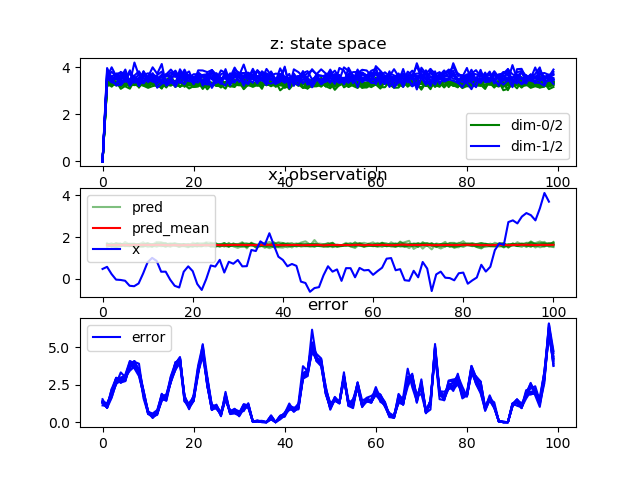 z: state space
4
2
0
dim-0/2
dim-1/2
0 20 40 60 80 100
x: observation
4
2
0
pred
pred_mean
x
0 20 40 60 80 100
error
5.0
2.5
0.0
error
0 20 40 60 80 100